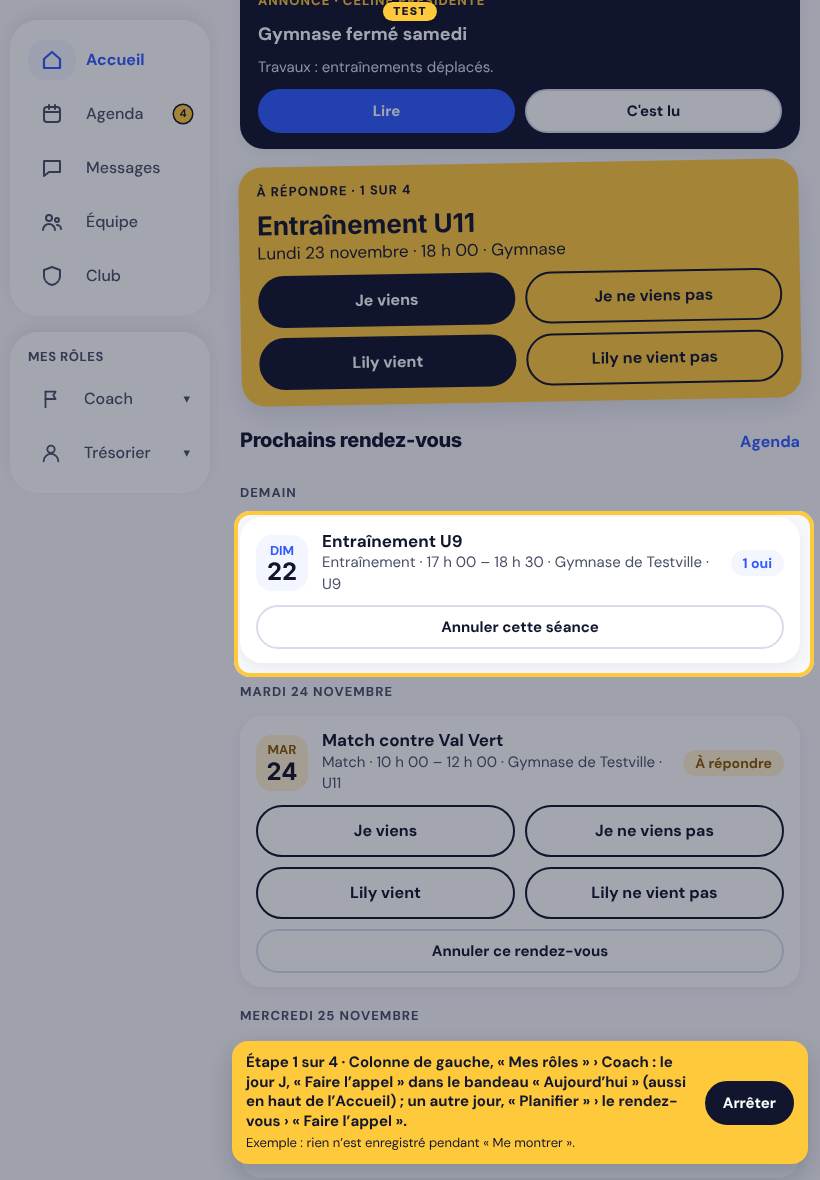 ANNONCE · CÉLINE PRÉSIDENTE
TEST
Gymnase fermé samedi
Travaux : entraînements déplacés.
Lire
C'est lu
Accueil
Agenda
4
Messages
Équipe
Club
MES RÔLES
Coach
Trésorier
À RÉPONDRE · 1 SUR 4
Entraînement U11
Lundi 23 novembre · 18 h 00 · Gymnase
Je viens
Je ne viens pas
Lily vient
Lily ne vient pas
Prochains rendez-vous
Agenda
DEMAIN
DIM
22
Entraînement U9
Entraînement · 17 h 00 – 18 h 30 · Gymnase de Testville ·
U9
1 oui
Annuler cette séance
MARDI 24 NOVEMBRE
MAR
24
Match contre Val Vert
Match · 10 h 00 – 12 h 00 · Gymnase de Testville ·
U11
À répondre
Je viens
Je ne viens pas
Lily vient
Lily ne vient pas
Annuler ce rendez-vous
MERCREDI 25 NOVEMBRE
Étape 1 sur 4 · Colonne de gauche, « Mes rôles » › Coach : le
jour J, « Faire l’appel » dans le bandeau « Aujourd’hui » (aussi
en haut de l’Accueil) ; un autre jour, « Planifier » › le rendez-
vous › « Faire l’appel ».
Exemple : rien n’est enregistré pendant « Me montrer ».
Arrêter